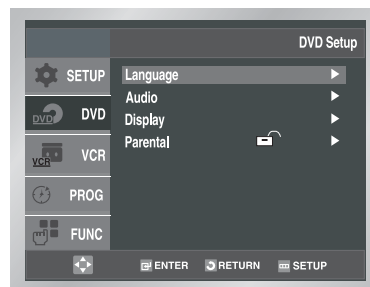 DVD Setup
SETUP
DVD DVD
VCR VCR
PROG
FUNC
Language
Audio
Display
Parental
ENTER RETURN SETUP